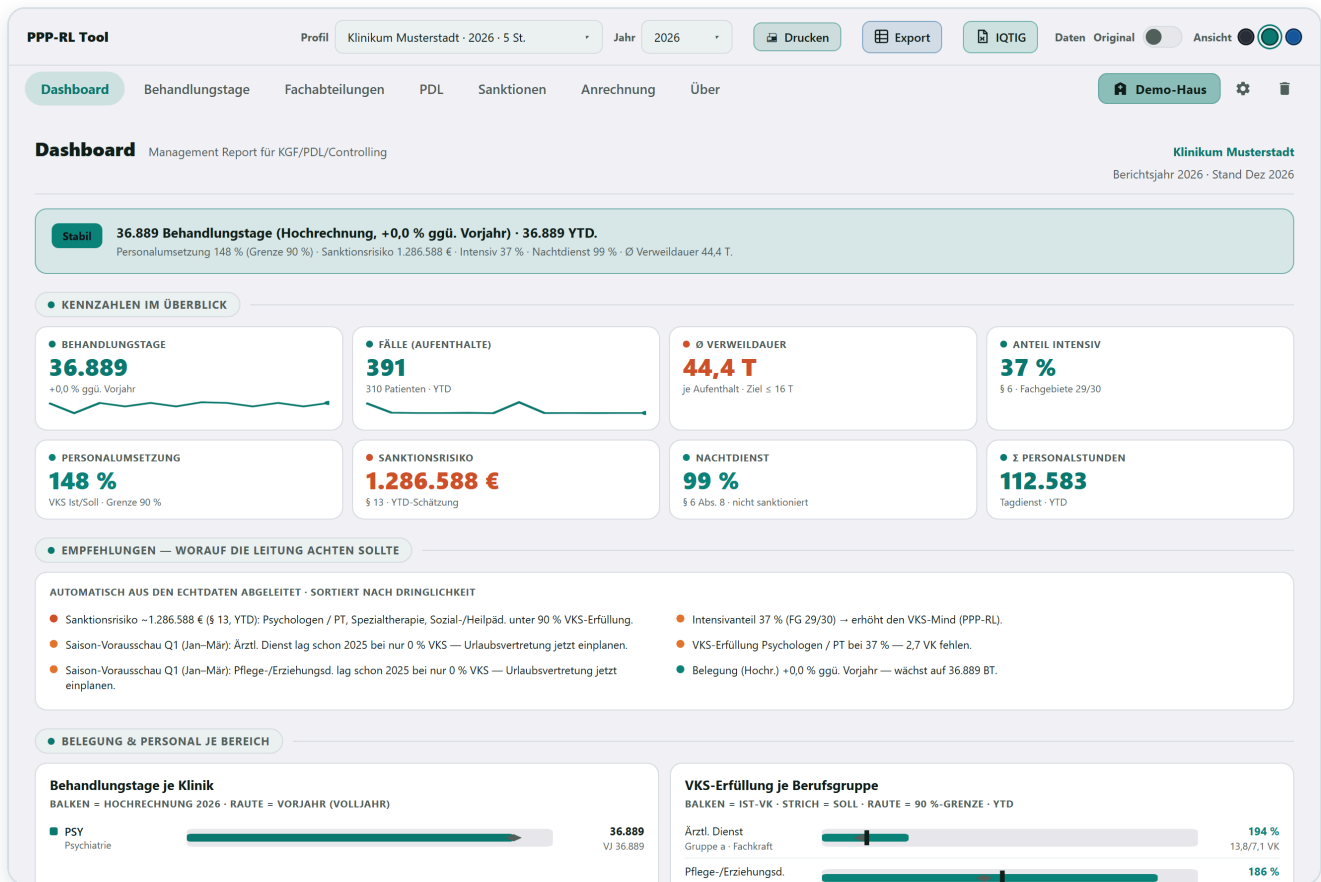 PPP-RL Tool
Profil Klinikum Musterstadt · 2026 · 5 St. Jahr 2026 Drucken Export IQTIG Daten Original Ansicht
Dashboard Behandlungstage Fachabteilungen PDL Sanktionen Anrechnung Über Demo-Haus
Dashboard Management Report für KGF/PDL/Controlling
Klinikum Musterstadt
Berichtsjahr 2026 · Stand Dez 2026
Stabil
36.889 Behandlungstage (Hochrechnung, +0,0 % ggü. Vorjahr) · 36.889 YTD.
Personalumsetzung 148 % (Grenze 90 %) · Sanktionsrisiko 1.286.588 € · Intensiv 37 % · Nachtdienst 99 % · Ø Verweildauer 44,4 T.
KENNZAHLEN IM ÜBERBLICK
BEHANDLUNGSTAGE
36.889
+0,0 % ggü. Vorjahr
FÄLLE (AUFENTHALTE)
391
310 Patienten · YTD
Ø VERWEILDAUER
44,4 T
je Aufenthalt · Ziel ≤ 16 T
ANTEIL INTENSIV
37 %
§ 6 · Fachgebiete 29/30
PERSONALUMSETZUNG
148 %
VKS Ist/Soll · Grenze 90 %
SANKTIONSRISIKO
1.286.588 €
§ 13 · YTD-Schätzung
NACHTDIENST
99 %
§ 6 Abs. 8 · nicht sanktioniert
Σ PERSONALSTUNDEN
112.583
Tagdienst · YTD
EMPFEHLUNGEN — WORAUF DIE LEITUNG ACHTEN SOLLTE
AUTOMATISCH AUS DEN ECHTDATEN ABGELEITET · SORTIERT NACH DRINGLICHKEIT
Sanktionsrisiko ~1.286.588 € (§ 13, YTD): Psychologen / PT, Spezialtherapie, Sozial-/Heilpäd. unter 90 % VKS-Erfüllung.
Saison-Vorausschau Q1 (Jan–Mär): Ärztl. Dienst lag schon 2025 bei nur 0 % VKS — Urlaubsvertretung jetzt einplanen.
Saison-Vorausschau Q1 (Jan–Mär): Pflege-/Erziehungsd. lag schon 2025 bei nur 0 % VKS — Urlaubsvertretung jetzt
einplanen.
Intensivanteil 37 % (FG 29/30) → erhöht den VKS-Mind (PPP-RL).
VKS-Erfüllung Psychologen / PT bei 37 % — 2,7 VK fehlen.
Belegung (Hochr.) +0,0 % ggü. Vorjahr — wächst auf 36.889 BT.
BELEGUNG & PERSONAL JE BEREICH
Behandlungstage je Klinik
BALKEN = HOCHRECHNUNG 2026 · RAUTE = VORJAHR (VOLLJAHR)
PSY
Psychiatrie
36.889
VJ 36.889
VKS-Erfüllung je Berufsgruppe
BALKEN = IST-VK · STRICH = SOLL · RAUTE = 90 %-GRENZE · YTD
Ärztl. Dienst
Gruppe a · Fachkraft
194 %
13,8/7,1 VK
Pflege-/Erziehungsd.
186 %